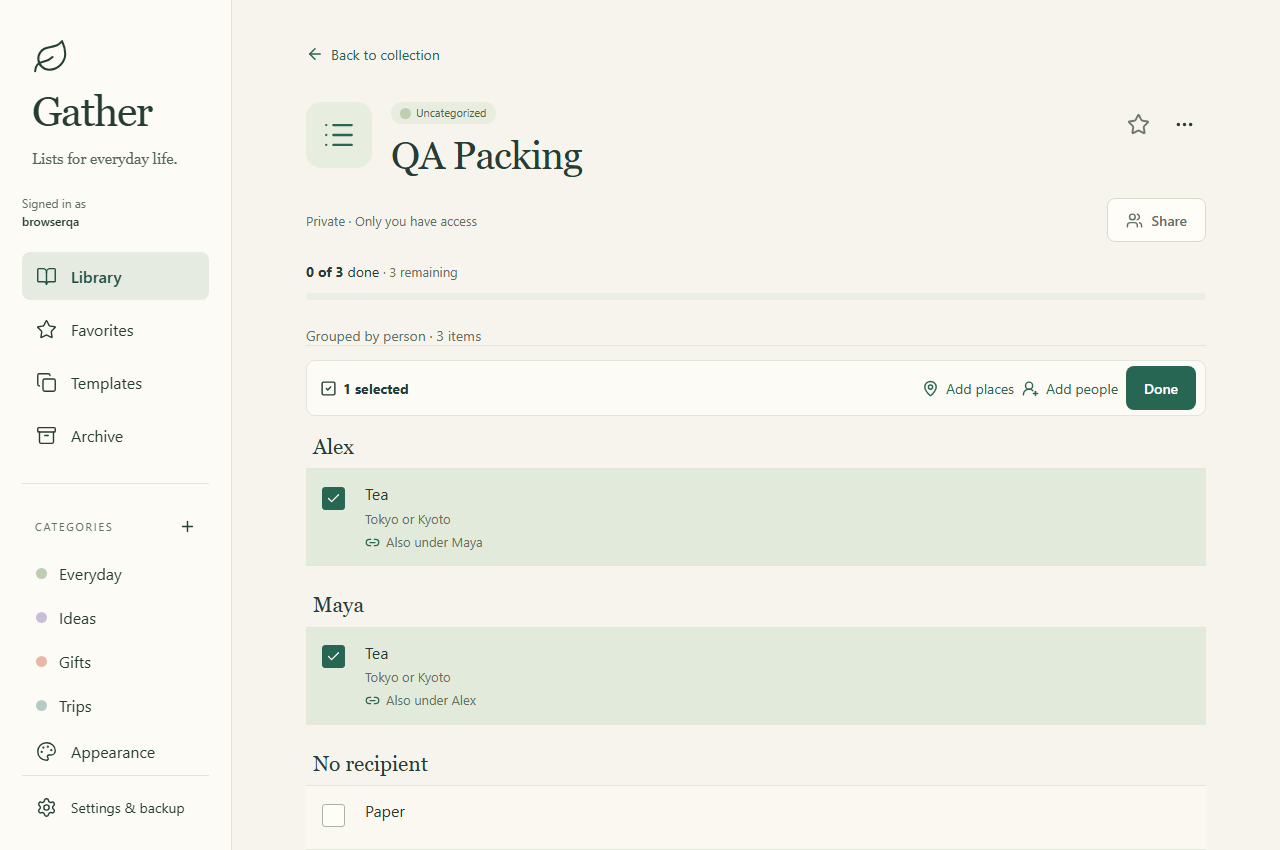 Gather
Lists for everyday life.
Signed in as
browserqa
Library
Favorites
Templates
Archive
CATEGORIES
Everyday
Ideas
Gifts
Trips
Appearance
Settings & backup
Back to collection
Uncategorized
QA Packing
Private · Only you have access
Share
0 of 3 done · 3 remaining
Grouped by person · 3 items
1 selected
Add places
Add people
Done
Alex
Tea
Tokyo or Kyoto
Also under Maya
Maya
Tea
Tokyo or Kyoto
Also under Alex
No recipient
Paper